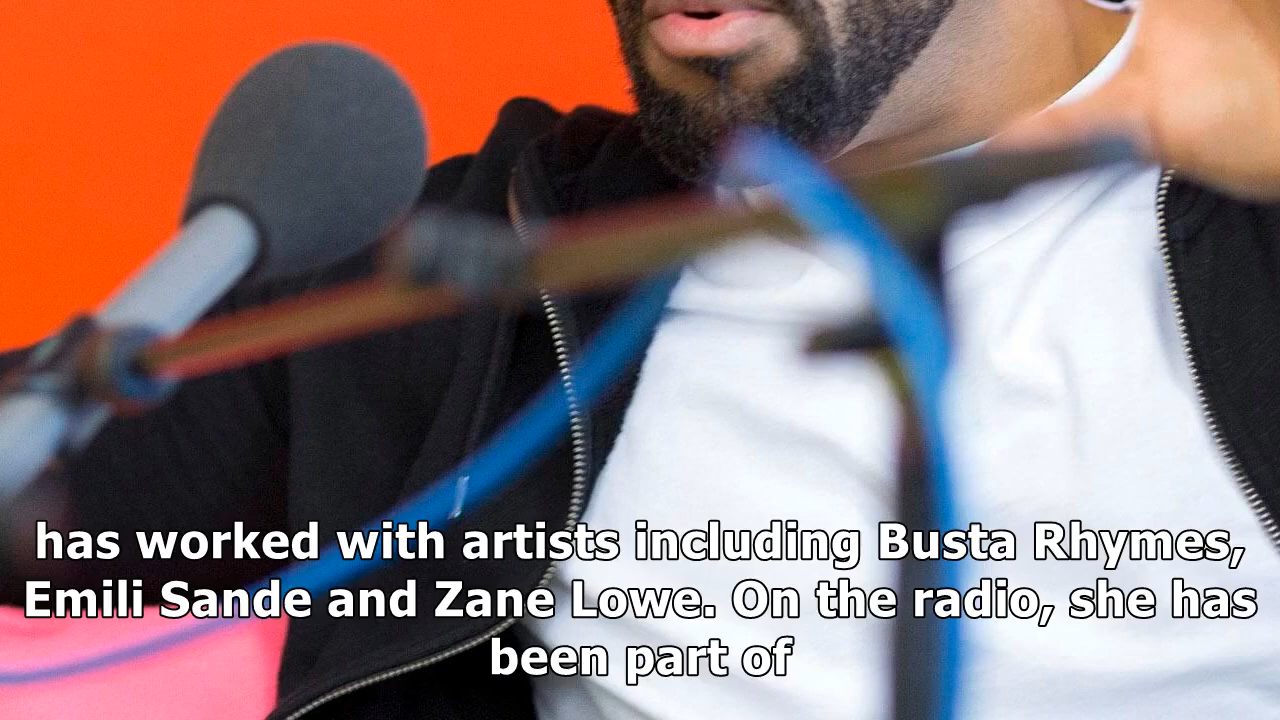 has worked with artists including Busta Rhymes,
Emili Sande and Zane Lowe. On the radio, she has
been part of